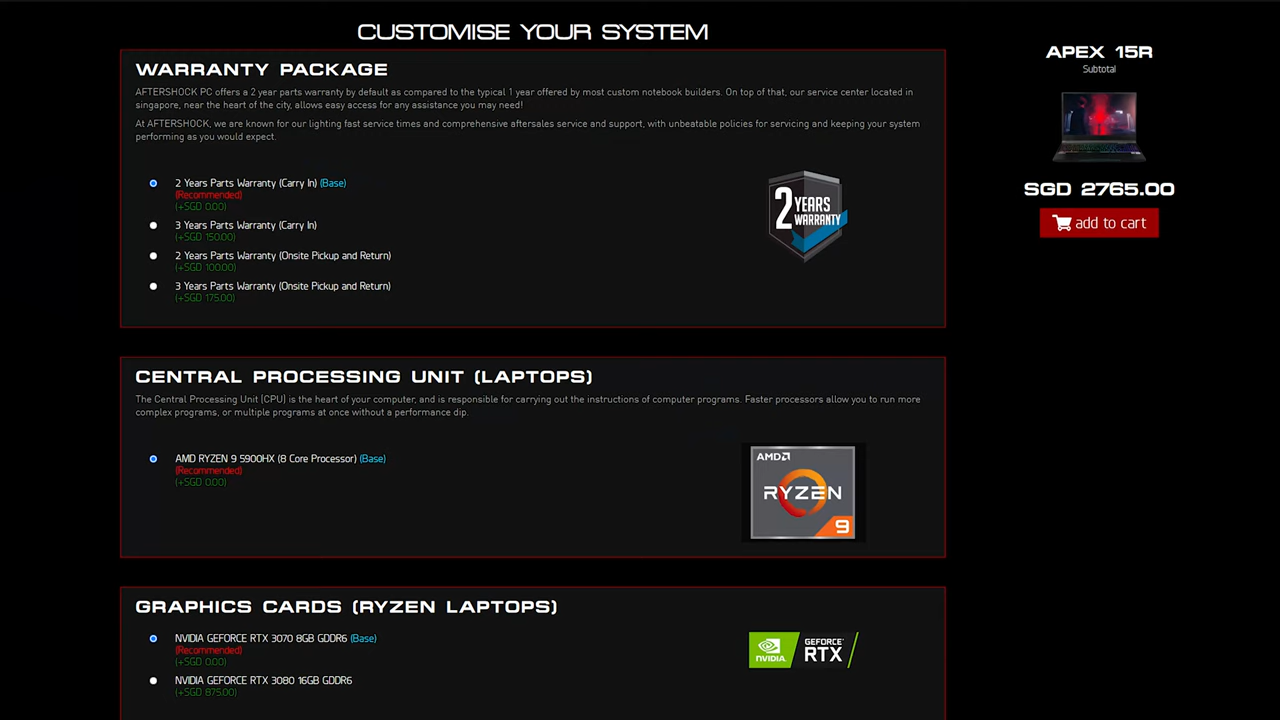 CUSTOMISE YOUR SYSTEM
WARRANTY PACKAGE
AFTERSHOCK PC offers a 2 year parts warranty by default as compared to the typical 1 year offered by most custom notebook builders. On top of that, our service center located in
singapore, near the heart of the city, allows easy access for any assistance you may need!
At AFTERSHOCK, we are known for our lighting fast service times and comprehensive aftersales service and support, with unbeatable policies for servicing and keeping your system
performing as you would expect.
2 Years Parts Warranty (Carry In) (Base)
(Recommended)
(+SGD 0.00)
3 Years Parts Warranty (Carry In)
(+SGD 150.00)
2 Years Parts Warranty (Onsite Pickup and Return)
(+SGD 100.00)
3 Years Parts Warranty (Onsite Pickup and Return)
(+SGD 175.00)
2 YEARS
WARRANTY
CENTRAL PROCESSING UNIT (LAPTOPS)
The Central Processing Unit (CPU) is the heart of your computer, and is responsible for carrying out the instructions of computer programs. Faster processors allow you to run more
complex programs, or multiple programs at once without a performance dip.
AMD RYZEN 9 5900HX (8 Core Processor) (Base)
(Recommended)
(+SGD 0.00)
AMD
RYZEN
9
GRAPHICS CARDS (RYZEN LAPTOPS)
NVIDIA GEFORCE RTX 3070 8GB GDDR6 (Base)
(Recommended)
(+SGD 0.00)
NVIDIA GEFORCE RTX 3080 16GB GDDR6
(+SGD 875.00)
NVIDIA
GEFORCE
RTX
APEX 15R
Subtotal
SGD 2765.00
add to cart